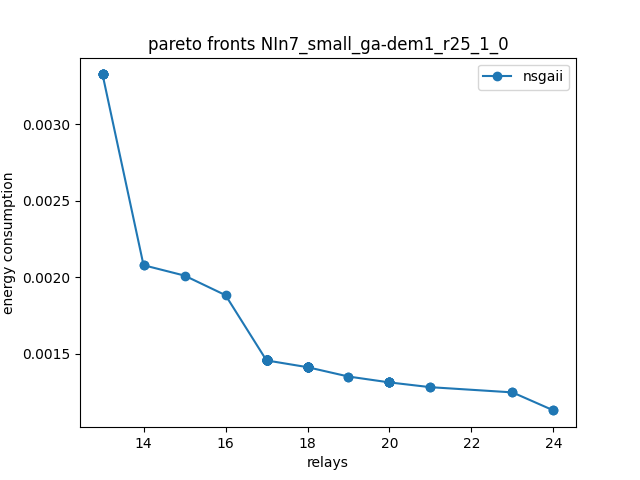 pareto fronts NIn7_small_ga-dem1_r25_1_0
nsgaii
energy consumption
0.0030
0.0025
0.0020
0.0015
14 16 18 20 22 24
relays